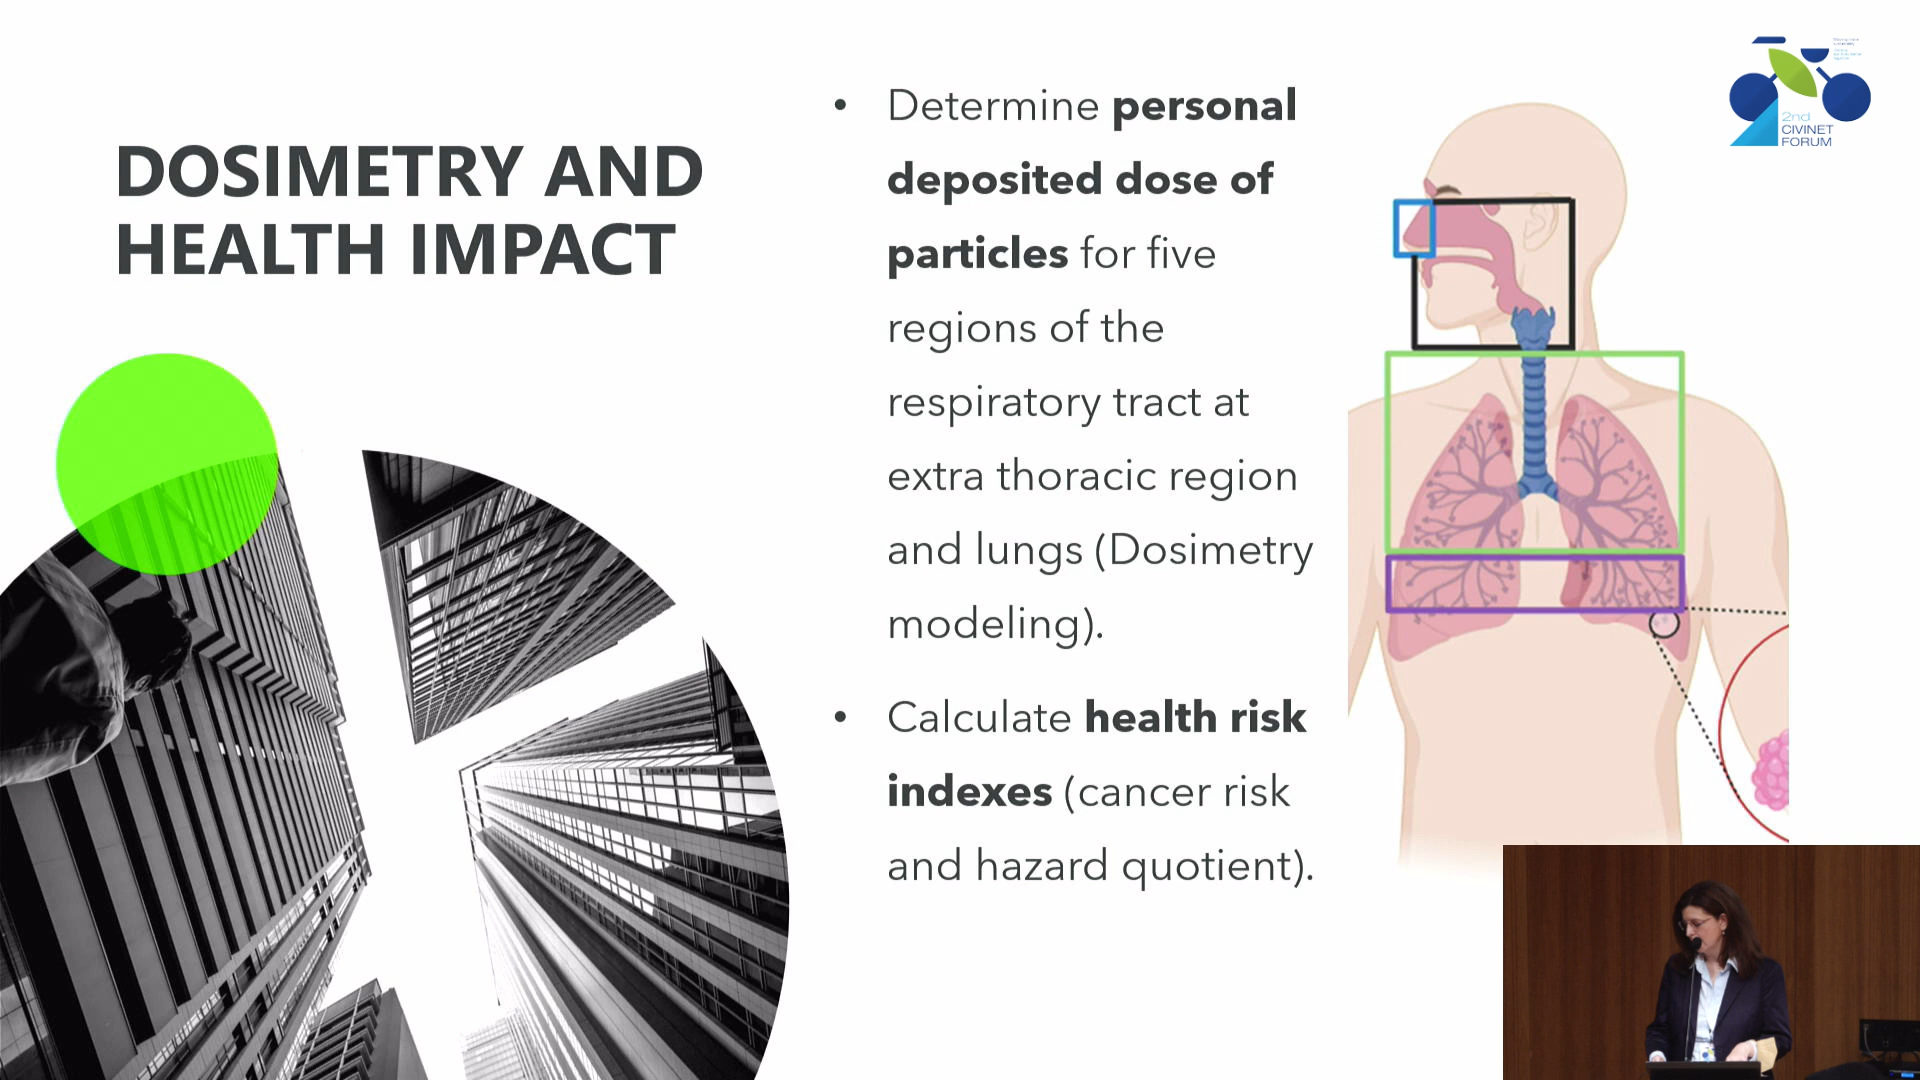 DOSIMETRY AND
HEALTH IMPACT
• Determine personal
deposited dose of
particles for five
regions of the
respiratory tract at
extra thoracic region
and lungs (Dosimetry
modeling).
• Calculate health risk
indexes (cancer risk
and hazard quotient).
2nd
CIVINET
FORUM